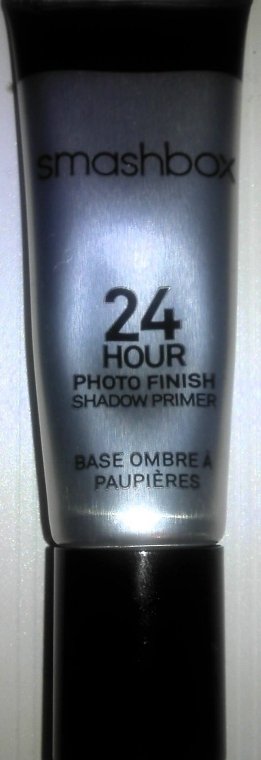 smashbox
24
HOUR
PHOTO FINISH
SHADOW PRIMER
BASE OMBRE À
PAUPIÈRES